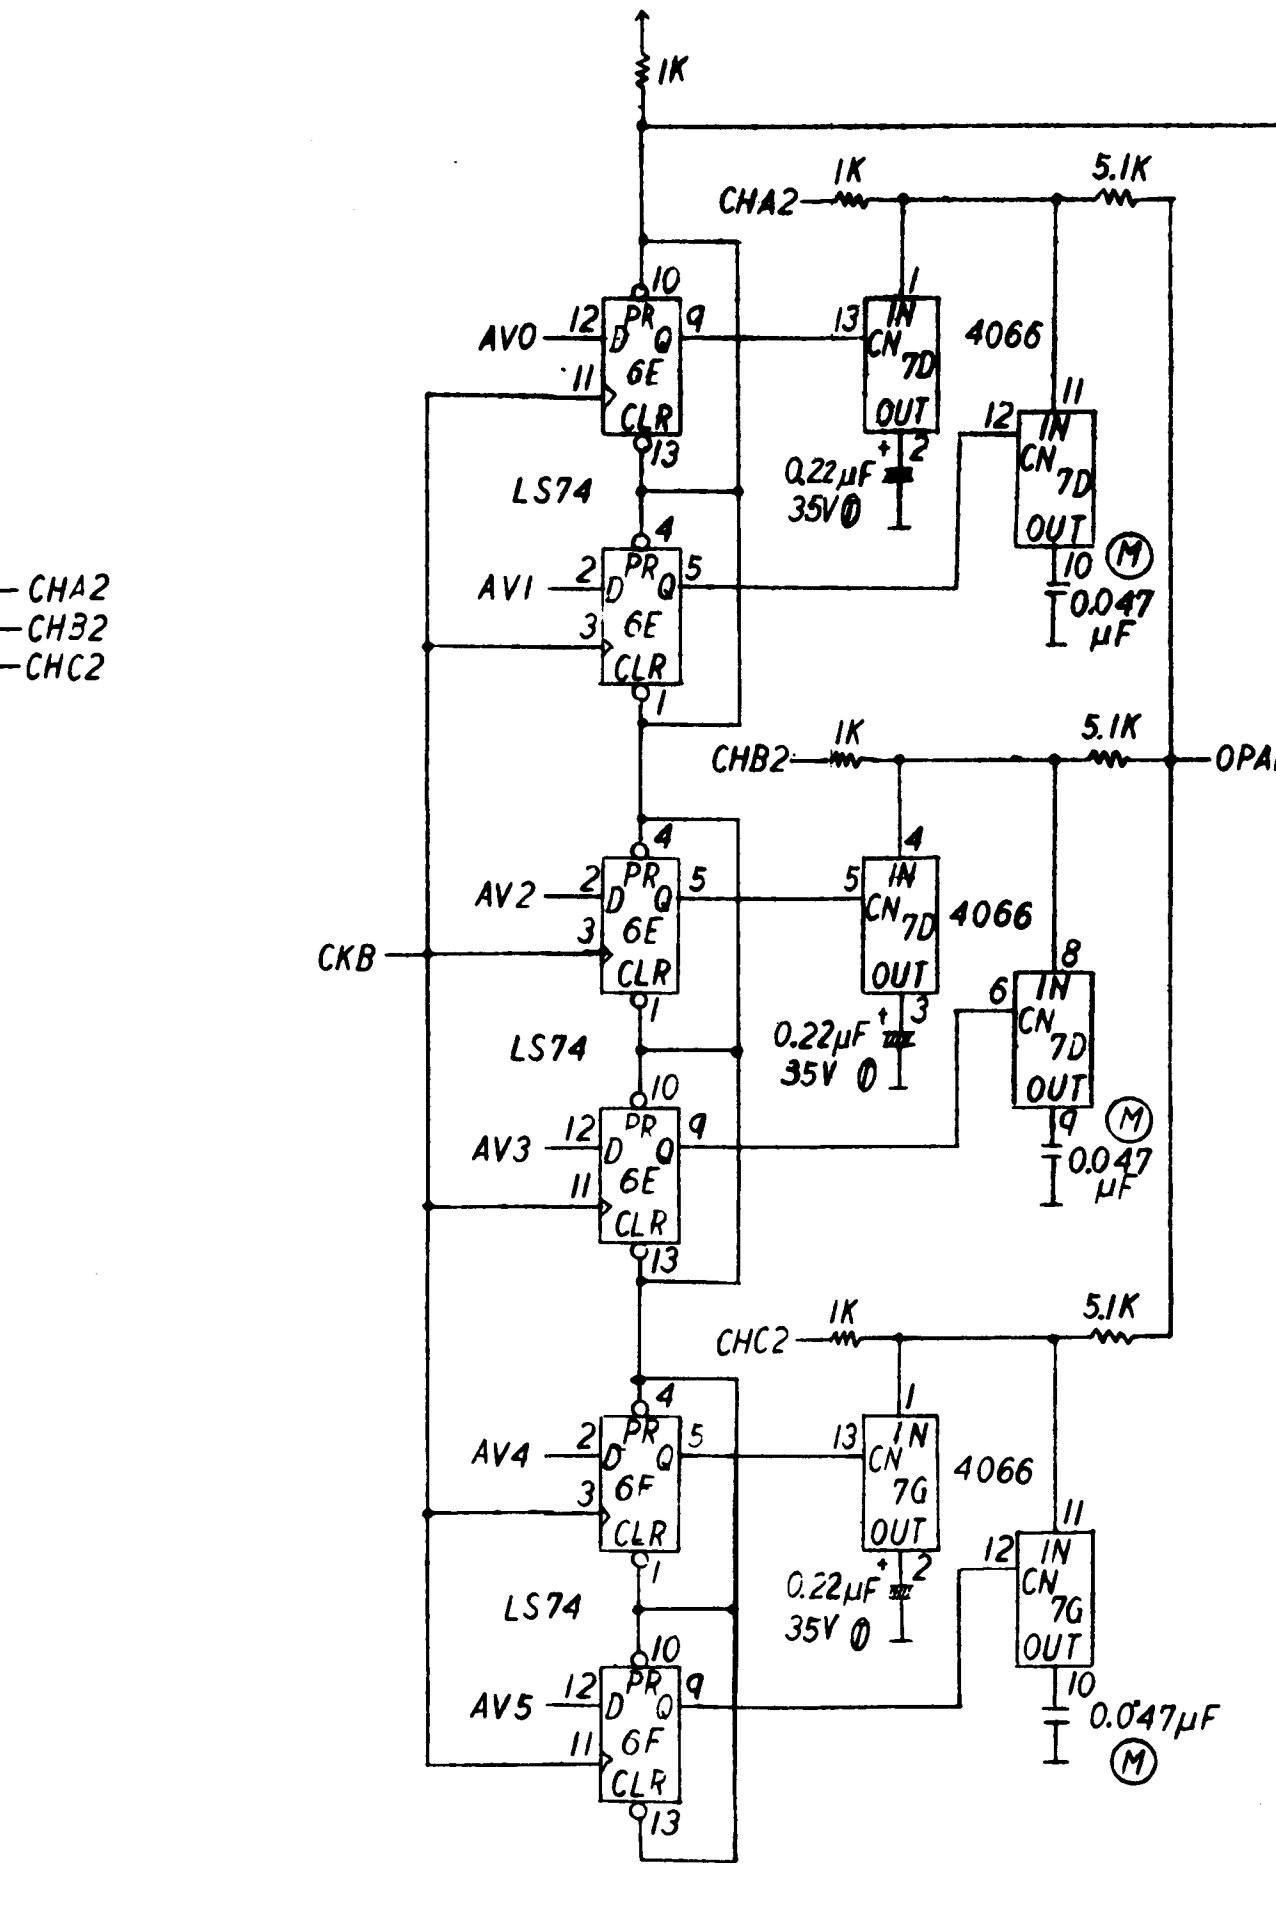 1K
1K
5.1K
CHA2
10
1
12
PR
9
13
IN
4066
AV0
D
Q
CN
7D
11
6E
11
CLR
OUT
12
IN
13
2
CN
7D
LS74
0.22µF
35V
OUT
4
10
M
CHA2
2
PR
5
0.047
µF
AV1
D
Q
CHB2
3
6E
CHC2
CLR
1
1K
5.1K
CHB2
4
4
2
PR
5
5
IN
4066
AV2
D
Q
CN
7D
3
6E
8
CKB
CLR
OUT
6
IN
1
3
CN
7D
LS74
0.22µF
35V
OUT
10
9
M
12
PR
9
0.047
µF
AV3
D
Q
11
6E
CLR
13
1K
5.1K
CHC2
4
1
2
PR
5
13
IN
4066
AV4
D
Q
CN
7G
3
6F
11
CLR
OUT
12
IN
1
2
CN
7G
LS74
0.22µF
35V
OUT
10
10
12
PR
9
0.047µF
AV5
D
Q
M
11
6F
CLR
13